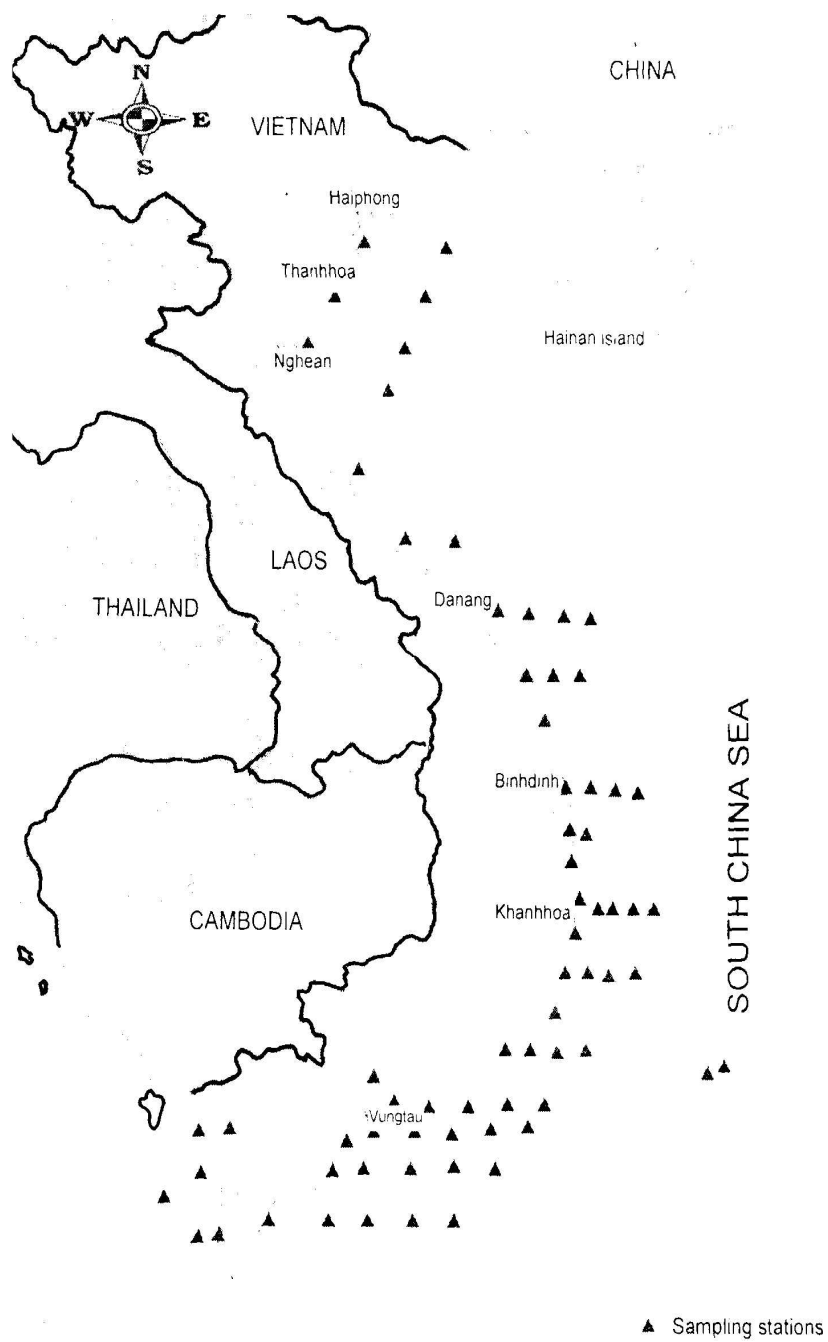 CHINA
N
W E
S
VIETNAM
Haiphong
Thanhhoa
Hainan Island
Nghean
LAOS
THAILAND
Danang
Binhdinh
SOUTH CHINA SEA
Khanhhoa
CAMBODIA
Vungtau
Sampling stations